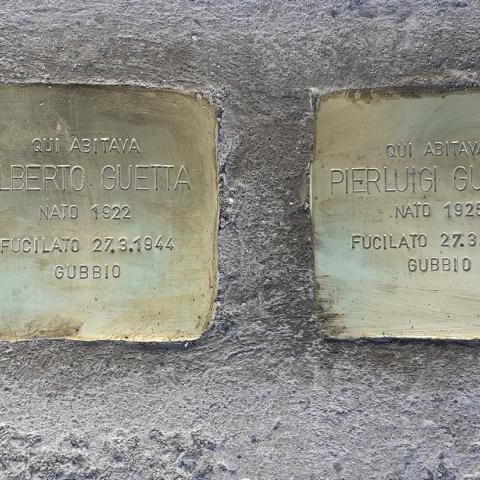 QUI ABITAVA
LBERTO GUETTA
NATO 1922
FUCILATO 27.3.1944
GUBBIO
QUI ABITAVA
PIERLUIGI GU
NATO 1925
FUCILATO 27.3.
GUBBIO